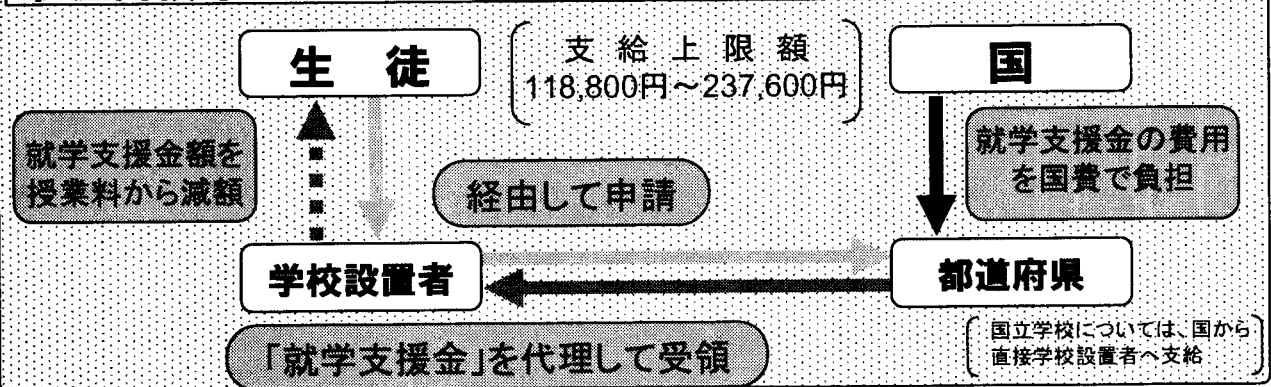 生 徒
支 給 上 限 額
118,800円～237,600円
国
就学支援金額を
授業料から減額
経由して申請
就学支援金の費用
を国費で負担
学校設置者
都道府県
「就学支援金」を代理して受領
国立学校については、国から
直接学校設置者へ支給